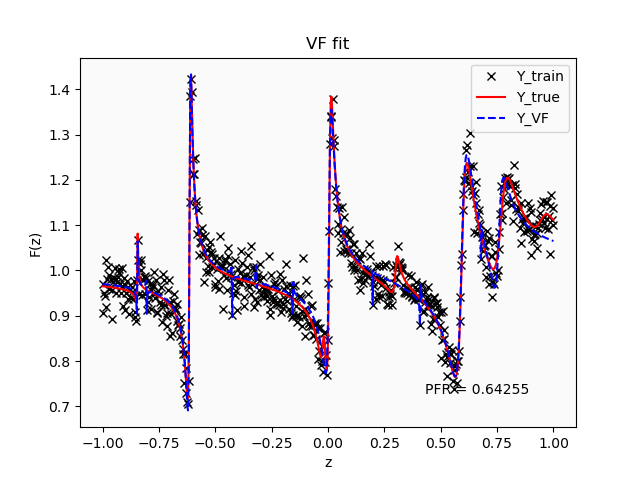 VF fit
Y_train
Y_true
Y_VF
F(z)
1.4
1.3
1.2
1.1
1.0
0.9
0.8
0.7
PFR = 0.64255
−1.00 −0.75 −0.50 −0.25 0.00 0.25 0.50 0.75 1.00
z